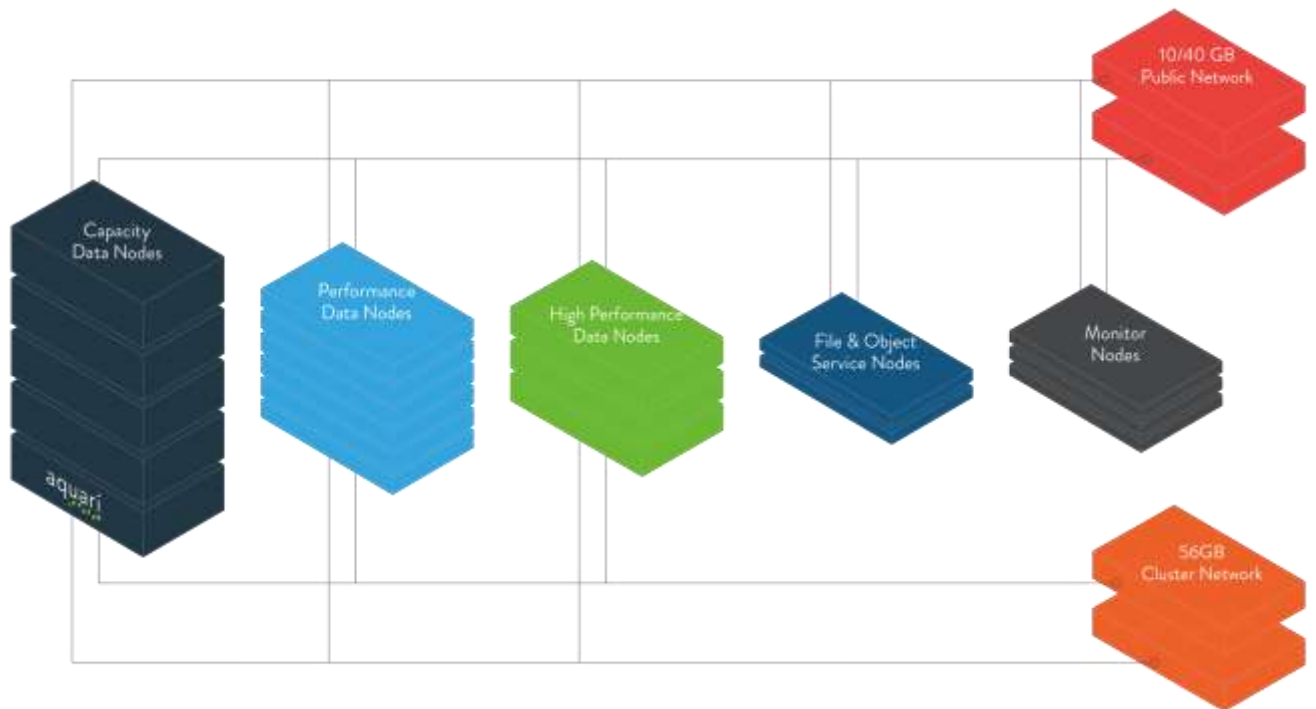 10/40 GB
Public Network
Capacity
Data Nodes
Performance
Data Nodes
High Performance
Data Nodes
File & Object
Service Nodes
Monitor
Nodes
aquari
56GB
Cluster Network